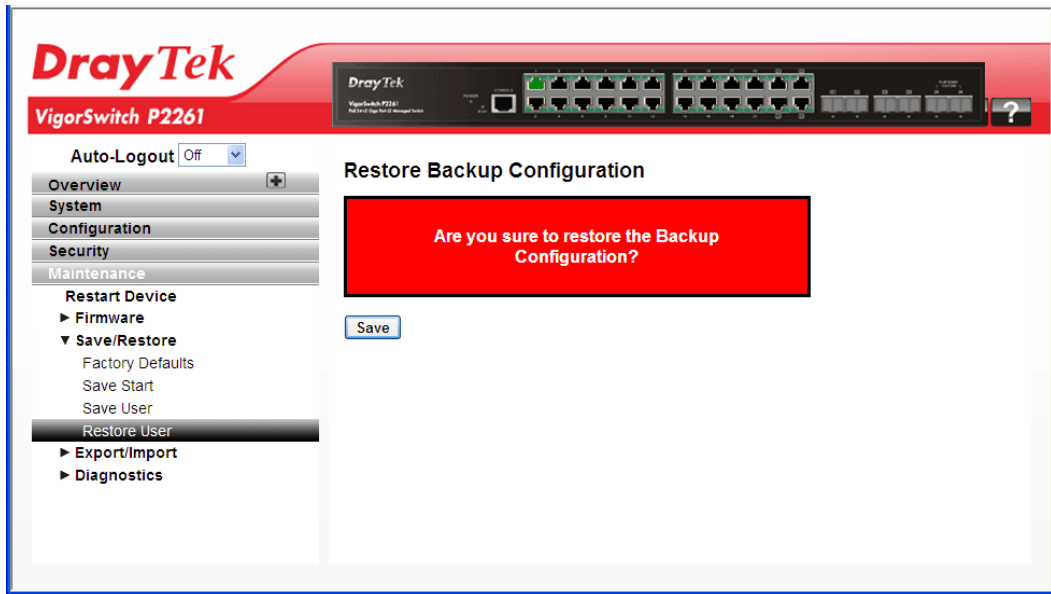 DrayTek
VigorSwitch P2261
DrayTek
VigorSwitch P2261
POWER
CONSOLE
?
Auto-Logout Off
Overview
System
Configuration
Security
Maintenance
Restart Device
► Firmware
▼ Save/Restore
Factory Defaults
Save Start
Save User
Restore User
► Export/Import
► Diagnostics
Restore Backup Configuration
Are you sure to restore the Backup
Configuration?
Save